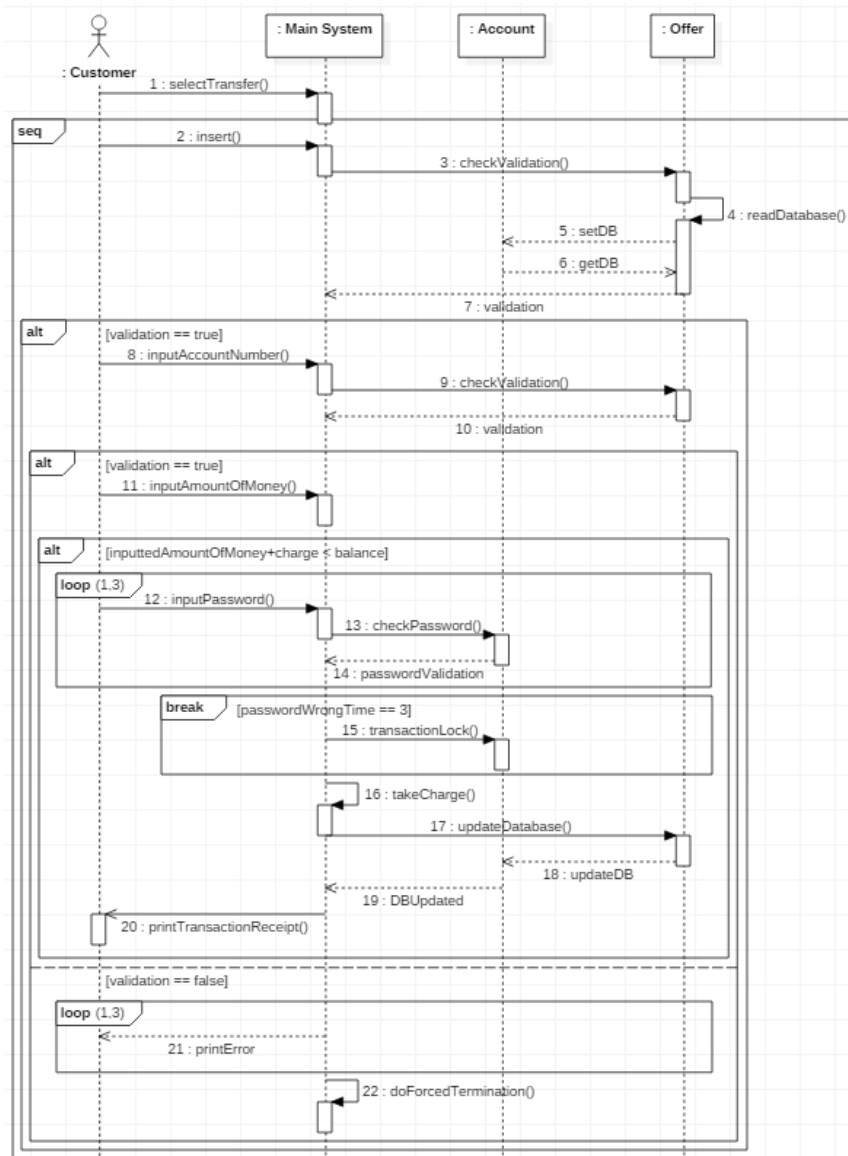 : Main System
: Account
: Offer
: Customer
1 : selectTransfer()
seq
2 : insert()
3 : checkValidation()
4 : readDatabase()
5 : setDB
6 : getDB
7 : validation
alt
[validation == true]
8 : inputAccountNumber()
9 : checkValidation()
10 : validation
alt
[validation == true]
11 : inputAmountOfMoney()
alt
[inputtedAmountOfMoney+charge < balance]
loop (1,3)
12 : inputPassword()
13 : checkPassword()
14 : passwordValidation
break
[passwordWrongTime == 3]
15 : transactionLock()
16 : takeCharge()
17 : updateDatabase()
18 : updateDB
19 : DBUpdated
20 : printTransactionReceipt()
[validation == false]
loop (1,3)
21 : printError
22 : doForcedTermination()